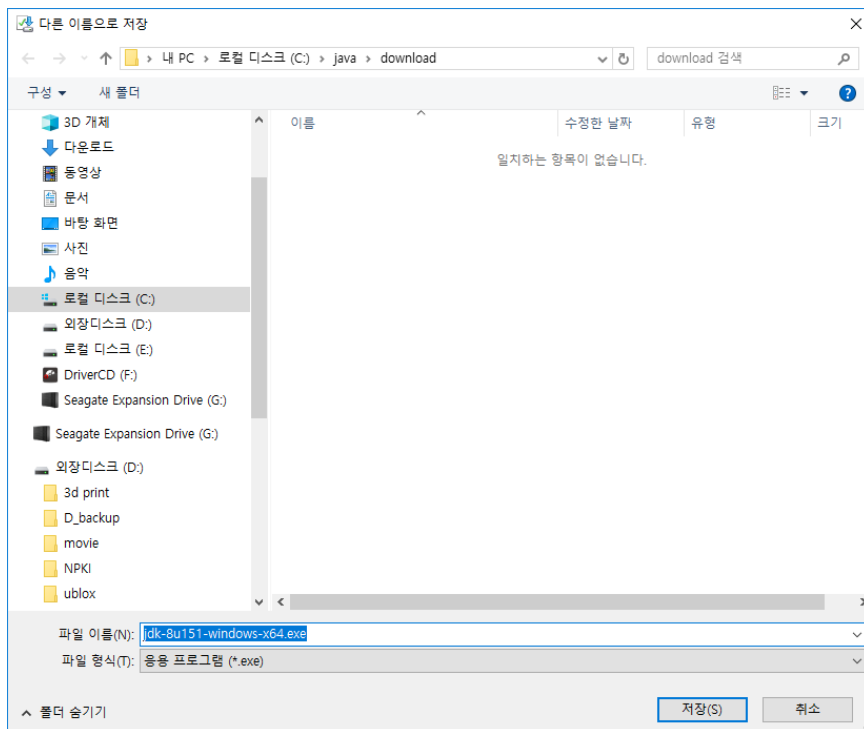 다른 이름으로 저장
내 PC > 로컬 디스크 (C:) > java > download
download 검색
구성
새 폴더
3D 개체
다운로드
동영상
문서
바탕 화면
사진
음악
로컬 디스크 (C:)
외장디스크 (D:)
로컬 디스크 (E:)
DriverCD (F:)
Seagate Expansion Drive (G:)
Seagate Expansion Drive (G:)
외장디스크 (D:)
3d print
D_backup
movie
NPKI
ublox
이름 수정한 날짜 유형 크기
일치하는 항목이 없습니다.
파일 이름(N): jdk-8u151-windows-x64.exe
파일 형식(T): 응용 프로그램 (*.exe)
폴더 숨기기
저장(S)
취소